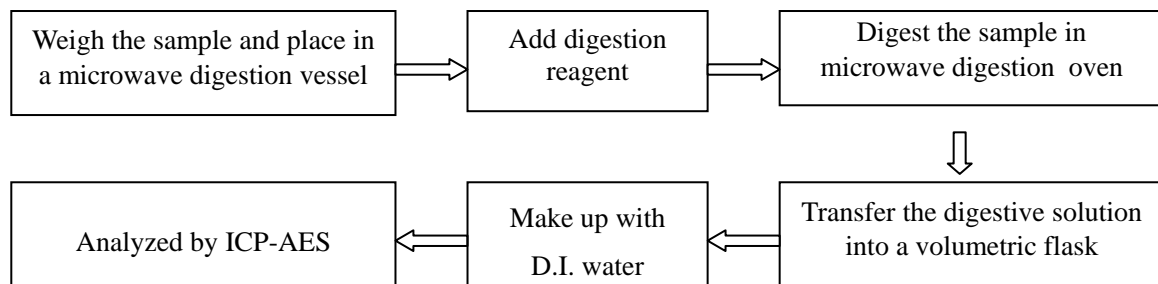 Weigh the sample and place in
a microwave digestion vessel
Add digestion
reagent
Digest the sample in
microwave digestion oven
Transfer the digestive solution
into a volumetric flask
Make up with
D.I. water
Analyzed by ICP-AES